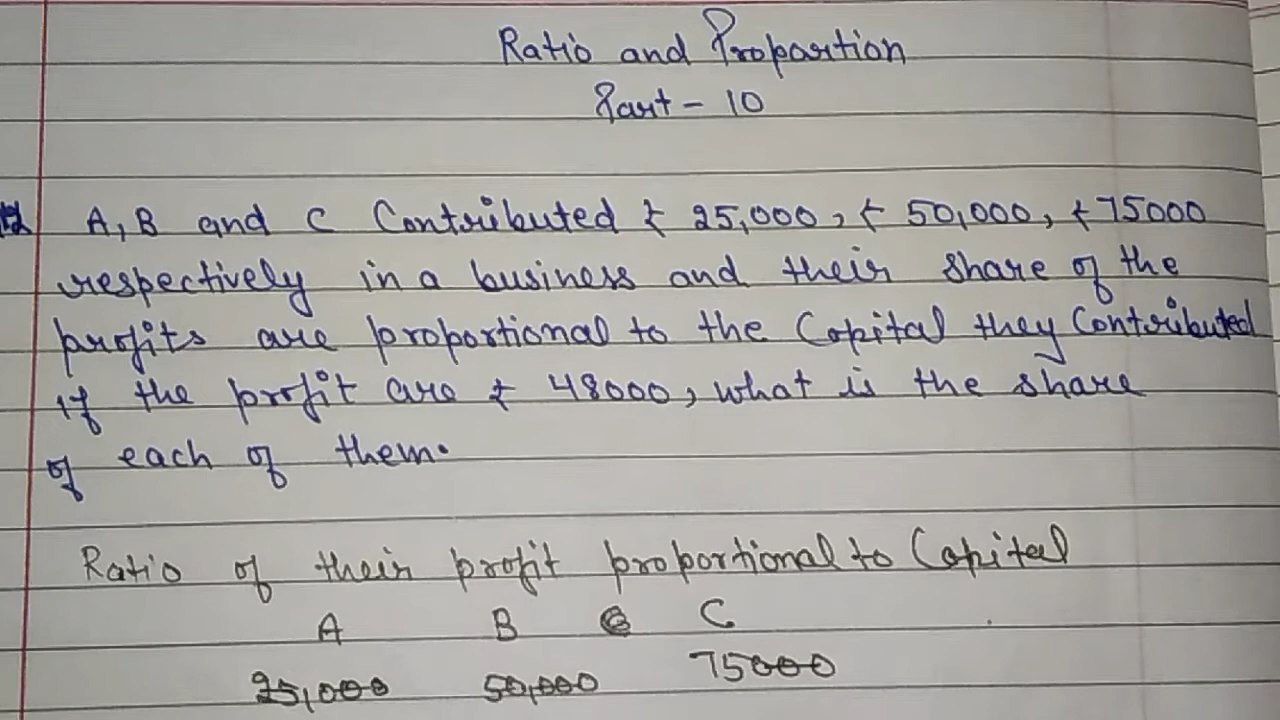 Ratio and Proportion
Part - 10
A, B and C Contributed ₹ 25,000, ₹ 50,000, ₹ 75000
respectively in a business and their share of the
profits are proportional to the Capital they Contributed
if the profit are ₹ 48000, what is the share
of each of them.
Ratio of their profit proportional to Capital
A B C
25,000 50,000 75000